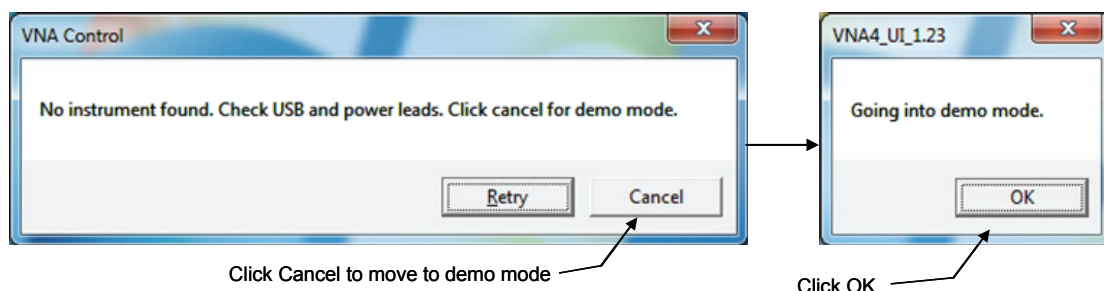 VNA Control
No instrument found. Check USB and power leads. Click cancel for demo mode.
Retry
Cancel
Click Cancel to move to demo mode
VNA4_UI_1.23
Going into demo mode.
OK
Click OK